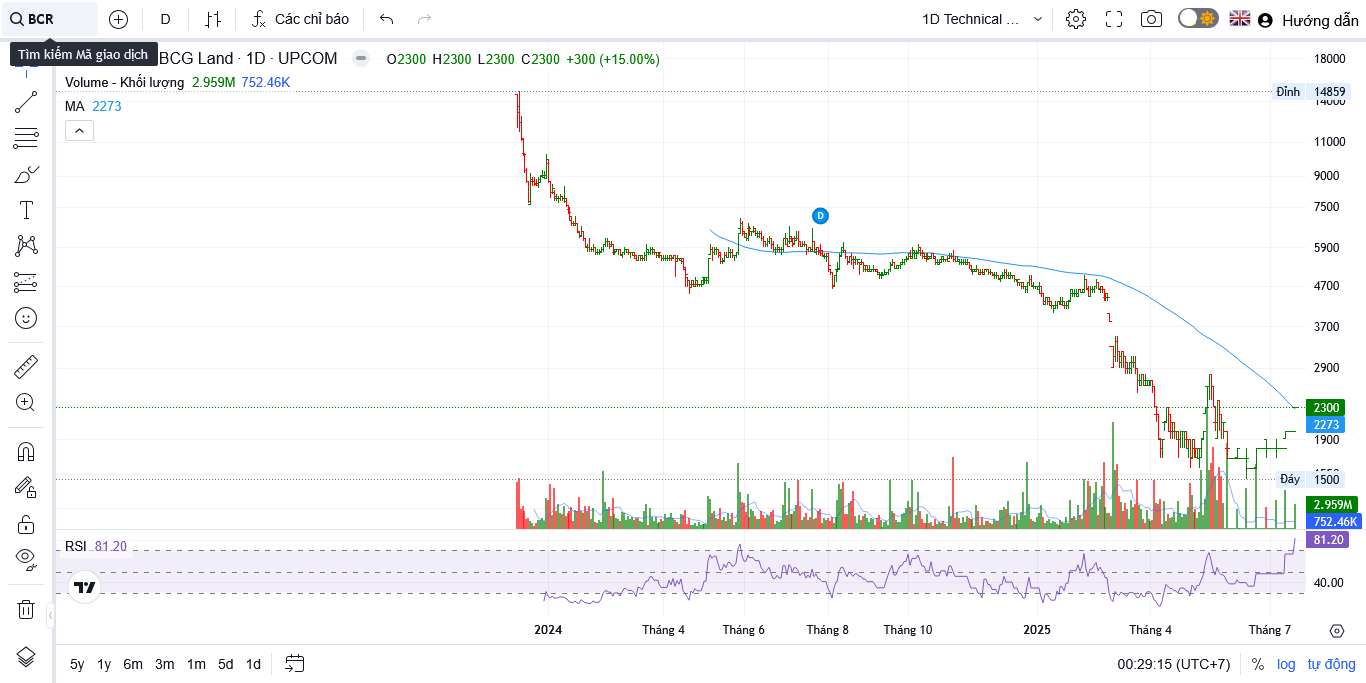 BCR D Các chỉ báo 1D Technical ... Hướng dẫn
Tìm kiếm Mã giao dịch
BCG Land · 1D · UPCOM O2300 H2300 L2300 C2300 +300 (+15.00%)
Volume - Khối lượng 2.959M 752.46K
MA 2273
18000
Đỉnh 14859
14000
11000
9000
7500
D
5900
4700
3700
2900
2300
2273
1900
Đáy 1500
2.959M
752.46K
RSI 81.20
81.20
40.00
2024 Tháng 4 Tháng 6 Tháng 8 Tháng 10 2025 Tháng 4 Tháng 7
5y 1y 6m 3m 1m 5d 1d 00:29:15 (UTC+7) % log tự động